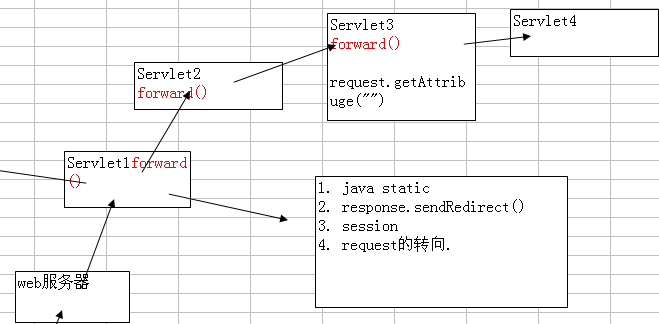 Servlet3
forward()
request.getAttrib
uge("")
Servlet4
Servlet2
forward()
Servlet1forward
()
1. java static
2. response.sendRedirect()
3. session
4. request的转向.
web服务器